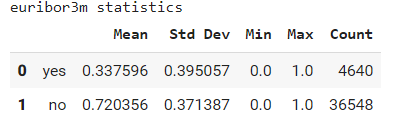 euribor3m statistics
Mean Std Dev Min Max Count
0 yes 0.337596 0.395057 0.0 1.0 4640
1 no 0.720356 0.371387 0.0 1.0 36548